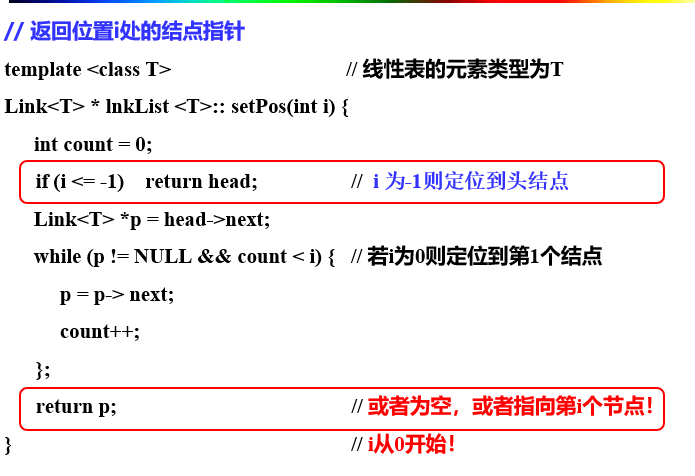 // 返回位置i处的结点指针
template <class T> // 线性表的元素类型为T
Link<T> * lnkList <T>:: setPos(int i) {
int count = 0;
if (i <= -1) return head; // i 为-1则定位到头结点
Link<T> *p = head->next;
while (p != NULL && count < i) { // 若i为0则定位到第1个结点
p = p-> next;
count++;
};
return p; // 或者为空，或者指向第i个节点！
} // i从0开始！